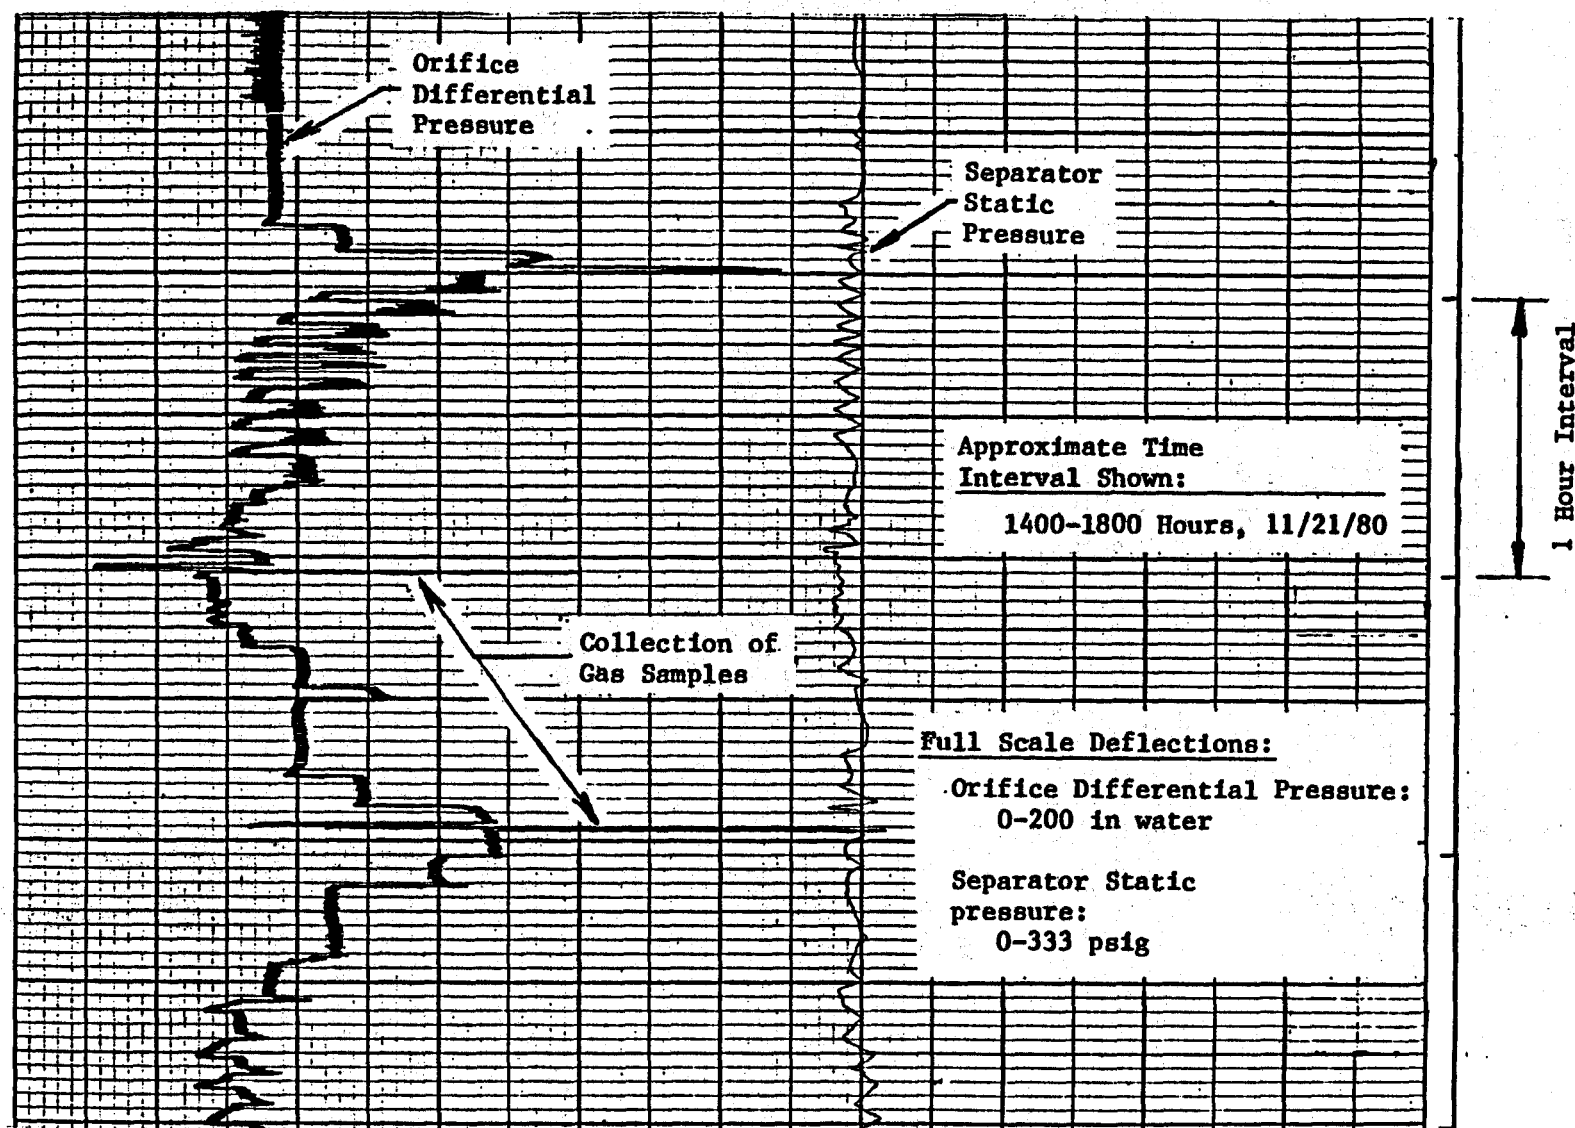 Orifice
Differential
Pressure
Separator
Static
Pressure
1 Hour Interval
Approximate Time
Interval Shown:
1400-1800 Hours, 11/21/80
Collection of
Gas Samples
Full Scale Deflections:
Orifice Differential Pressure:
0-200 in water
Separator Static
pressure:
0-333 psig